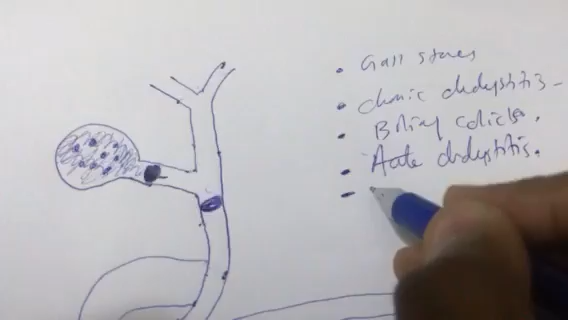 Gall stones
chronic cholecystitis
Biliary colics.
Acute cholecystitis.